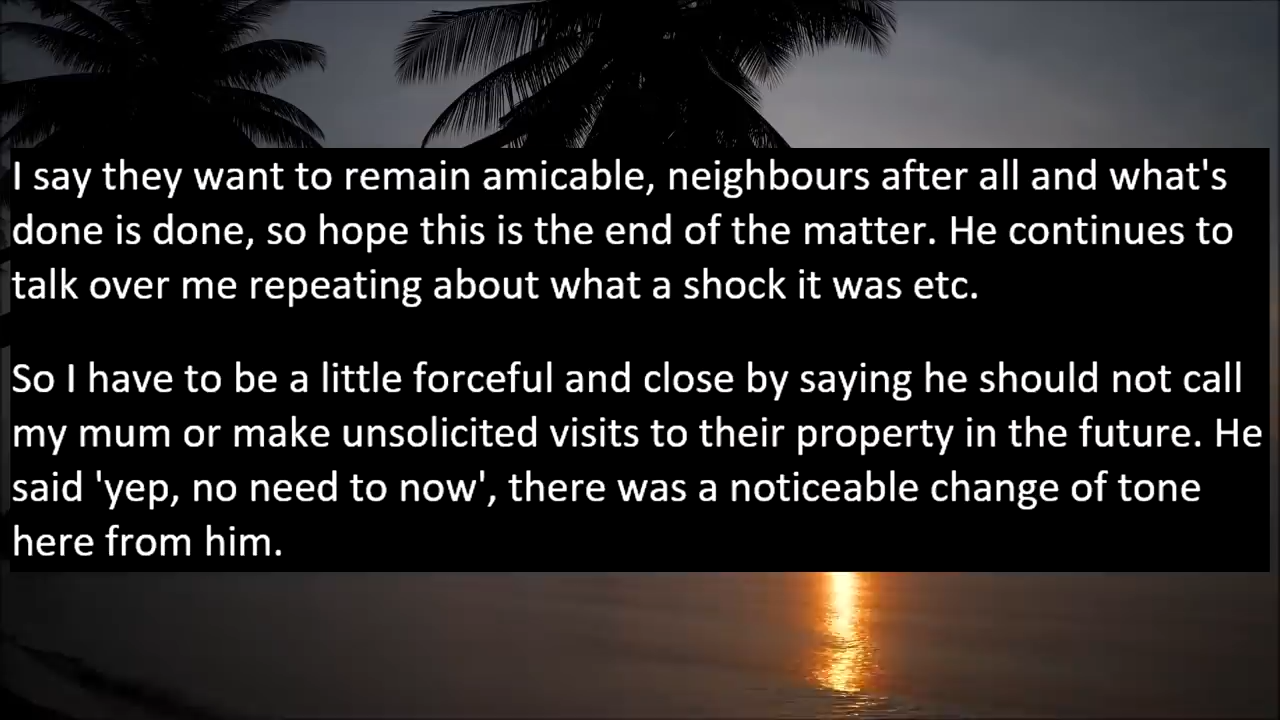 I say they want to remain amicable, neighbours after all and what's
done is done, so hope this is the end of the matter. He continues to
talk over me repeating about what a shock it was etc.
So I have to be a little forceful and close by saying he should not call
my mum or make unsolicited visits to their property in the future. He
said 'yep, no need to now', there was a noticeable change of tone
here from him.